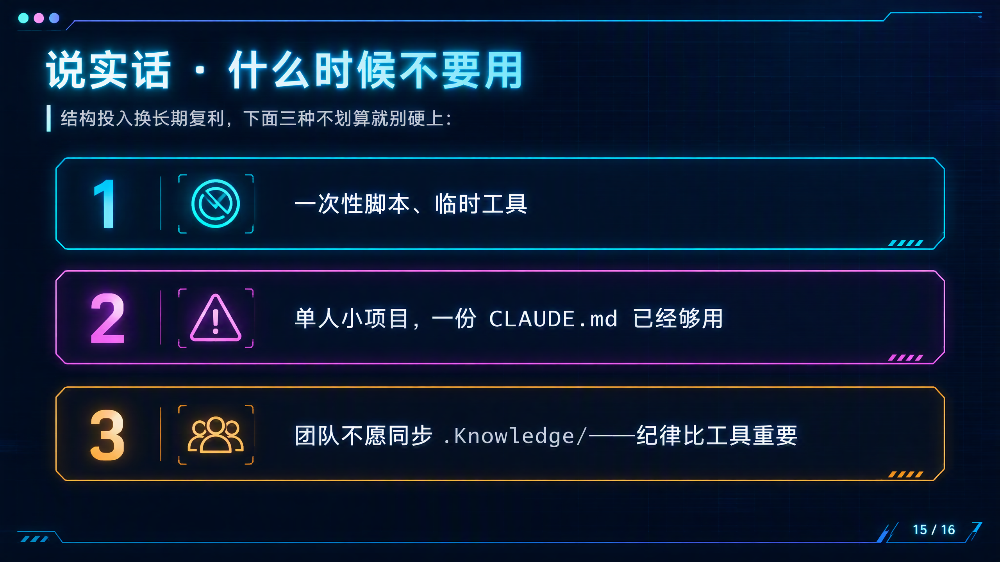 说实话 · 什么时候不要用
结构投入换长期复利，下面三种不划算就别硬上：
1
一次性脚本、临时工具
2
单人小项目，一份 CLAUDE.md 已经够用
3
团队不愿同步 .Knowledge/——纪律比工具重要
15 / 16